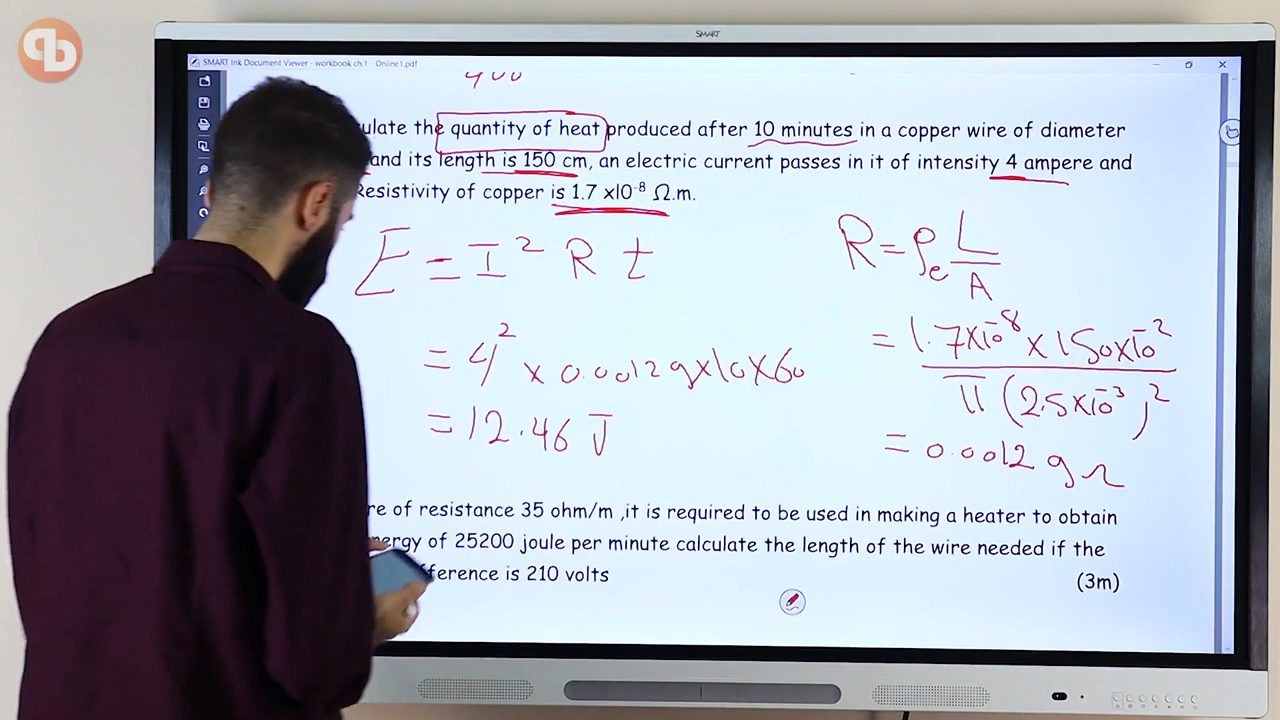 SMART
SMART Ink Document Viewer - workbook ch.1 - Online1.pdf
400
ulate the quantity of heat produced after 10 minutes in a copper wire of diameter
and its length is 150 cm, an electric current passes in it of intensity 4 ampere and
Resistivity of copper is 1.7 x10⁻⁸ Ω.m.
E = I² R t
= 4² x 0.00129x10x60
= 12.46 J
R = ρe L/A
= 1.7x10⁻⁸ x 150x10⁻² / π (2.5x10⁻³)²
= 0.00129 Ω
re of resistance 35 ohm/m ,it is required to be used in making a heater to obtain
nergy of 25200 joule per minute calculate the length of the wire needed if the
fference is 210 volts
(3m)